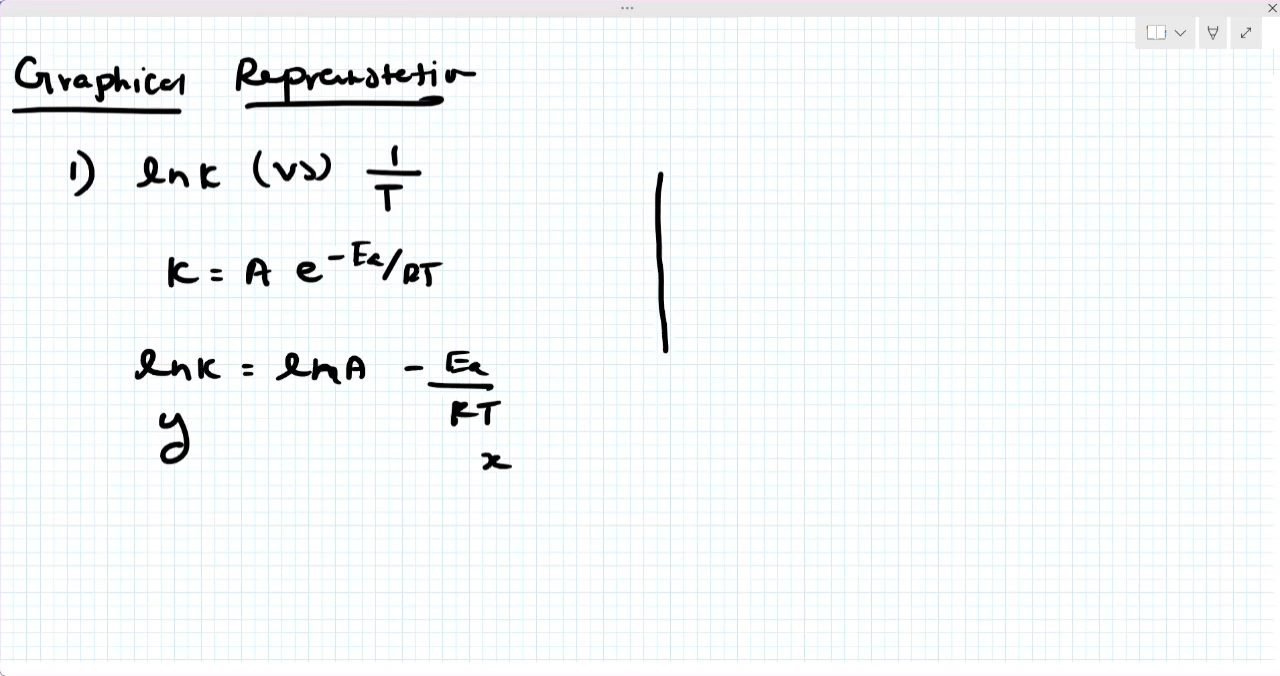 Graphical Representation
1) ln K (vs) 1/T
K = A e^-Ea/RT
ln K = ln A - Ea/RT
y x